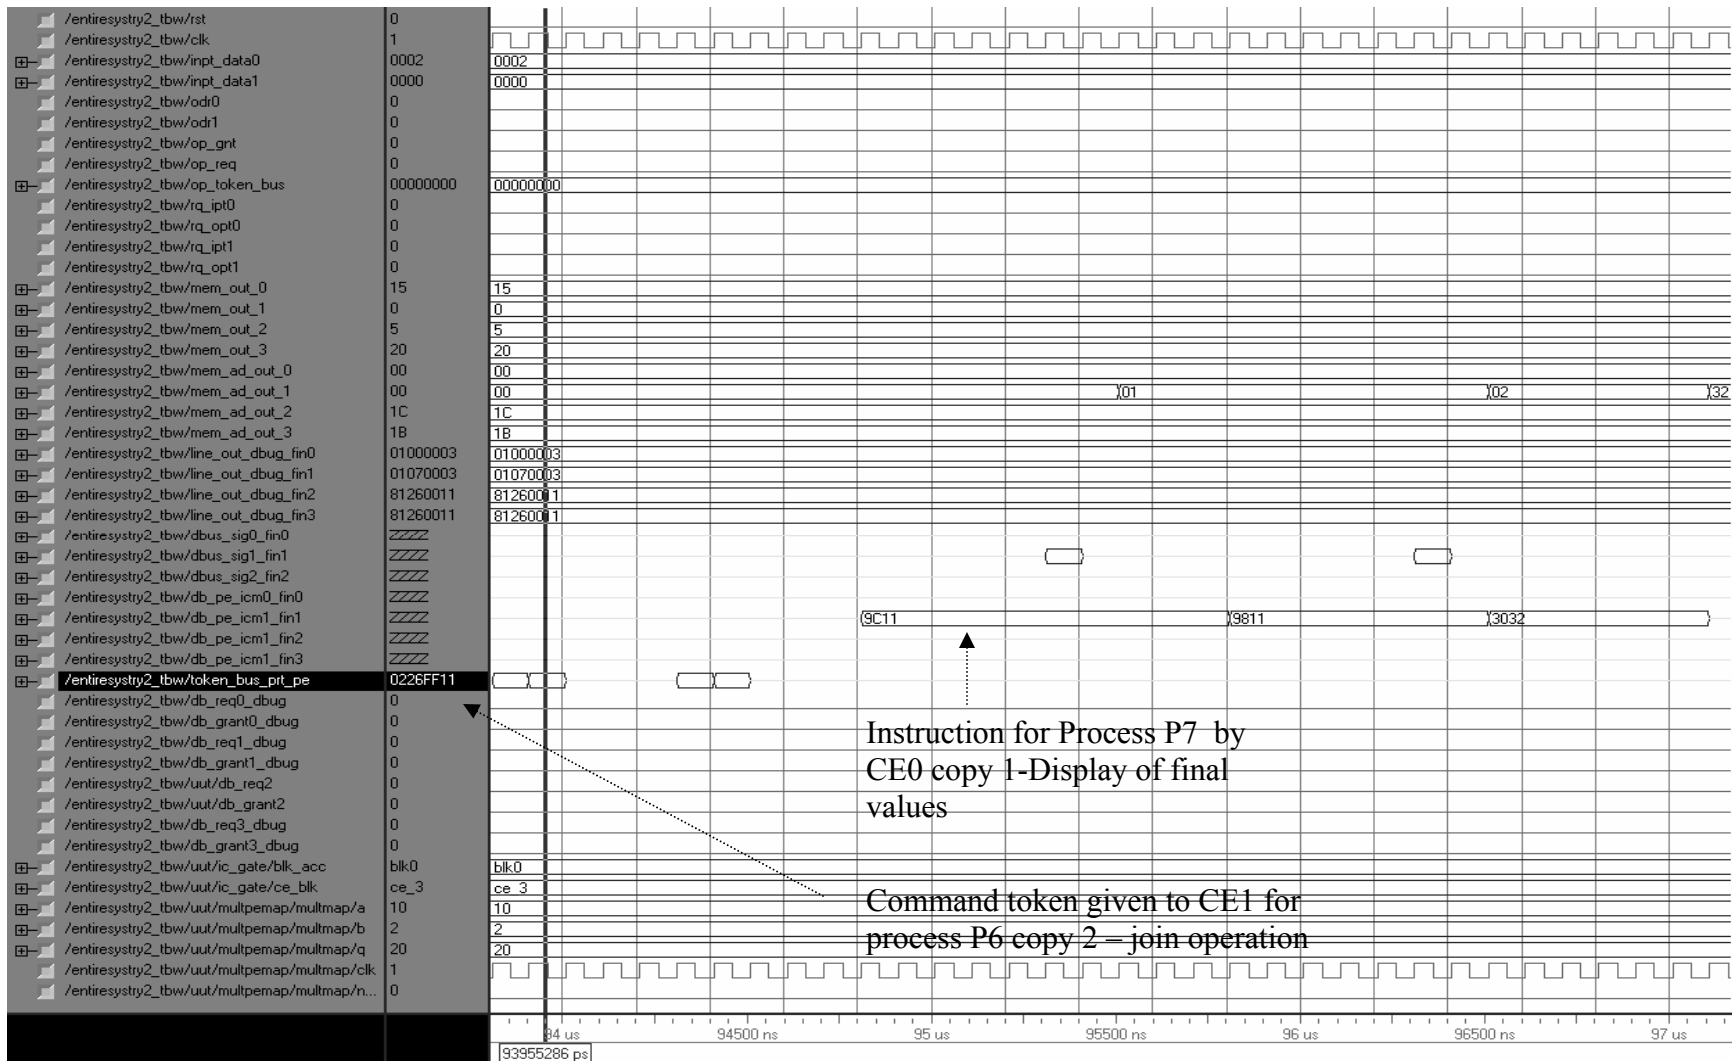 /entiresystry2_tbw/rst 0
/entiresystry2_tbw/clk 1
/entiresystry2_tbw/inpt_data0 0002 0002
/entiresystry2_tbw/inpt_data1 0000 0000
/entiresystry2_tbw/odr0 0
/entiresystry2_tbw/odr1 0
/entiresystry2_tbw/op_gnt 0
/entiresystry2_tbw/op_req 0
/entiresystry2_tbw/op_token_bus 00000000 00000000
/entiresystry2_tbw/rq_ipt0 0
/entiresystry2_tbw/rq_opt0 0
/entiresystry2_tbw/rq_ipt1 0
/entiresystry2_tbw/rq_opt1 0
/entiresystry2_tbw/mem_out_0 15 15
/entiresystry2_tbw/mem_out_1 0 0
/entiresystry2_tbw/mem_out_2 5 5
/entiresystry2_tbw/mem_out_3 20 20
/entiresystry2_tbw/mem_ad_out_0 00 00
/entiresystry2_tbw/mem_ad_out_1 00 00 01 02 32
/entiresystry2_tbw/mem_ad_out_2 1C 1C
/entiresystry2_tbw/mem_ad_out_3 1B 1B
/entiresystry2_tbw/line_out_dbug_fin0 01000003 01000003
/entiresystry2_tbw/line_out_dbug_fin1 01070003 01070003
/entiresystry2_tbw/line_out_dbug_fin2 81260011 81260011
/entiresystry2_tbw/line_out_dbug_fin3 81260011 81260011
/entiresystry2_tbw/dbus_sig0_fin0 ZZZZ
/entiresystry2_tbw/dbus_sig1_fin1 ZZZZ
/entiresystry2_tbw/dbus_sig2_fin2 ZZZZ
/entiresystry2_tbw/db_pe_icm0_fin0 ZZZZ
/entiresystry2_tbw/db_pe_icm1_fin1 ZZZZ 9C11 9811 3032
/entiresystry2_tbw/db_pe_icm1_fin2 ZZZZ
/entiresystry2_tbw/db_pe_icm1_fin3 ZZZZ
/entiresystry2_tbw/token_bus_prt_pe 0226FF11
/entiresystry2_tbw/db_req0_dbug 0
/entiresystry2_tbw/db_grant0_dbug 0
/entiresystry2_tbw/db_req1_dbug 0
/entiresystry2_tbw/db_grant1_dbug 0
/entiresystry2_tbw/uut/db_req2 0
/entiresystry2_tbw/uut/db_grant2 0
/entiresystry2_tbw/db_req3_dbug 0
/entiresystry2_tbw/db_grant3_dbug 0
/entiresystry2_tbw/uut/ic_gate/blk_acc blk0 blk0
/entiresystry2_tbw/uut/ic_gate/ce_blk ce_3 ce_3
/entiresystry2_tbw/uut/multpemap/multmap/a 10 10
/entiresystry2_tbw/uut/multpemap/multmap/b 2 2
/entiresystry2_tbw/uut/multpemap/multmap/q 20 20
/entiresystry2_tbw/uut/multpemap/multmap/clk 1
/entiresystry2_tbw/uut/multpemap/multmap/n... 0
Instruction for Process P7 by
CE0 copy 1-Display of final
values
Command token given to CE1 for
process P6 copy 2 – join operation
94 us 94500 ns 95 us 95500 ns 96 us 96500 ns 97 us
93955286 ps